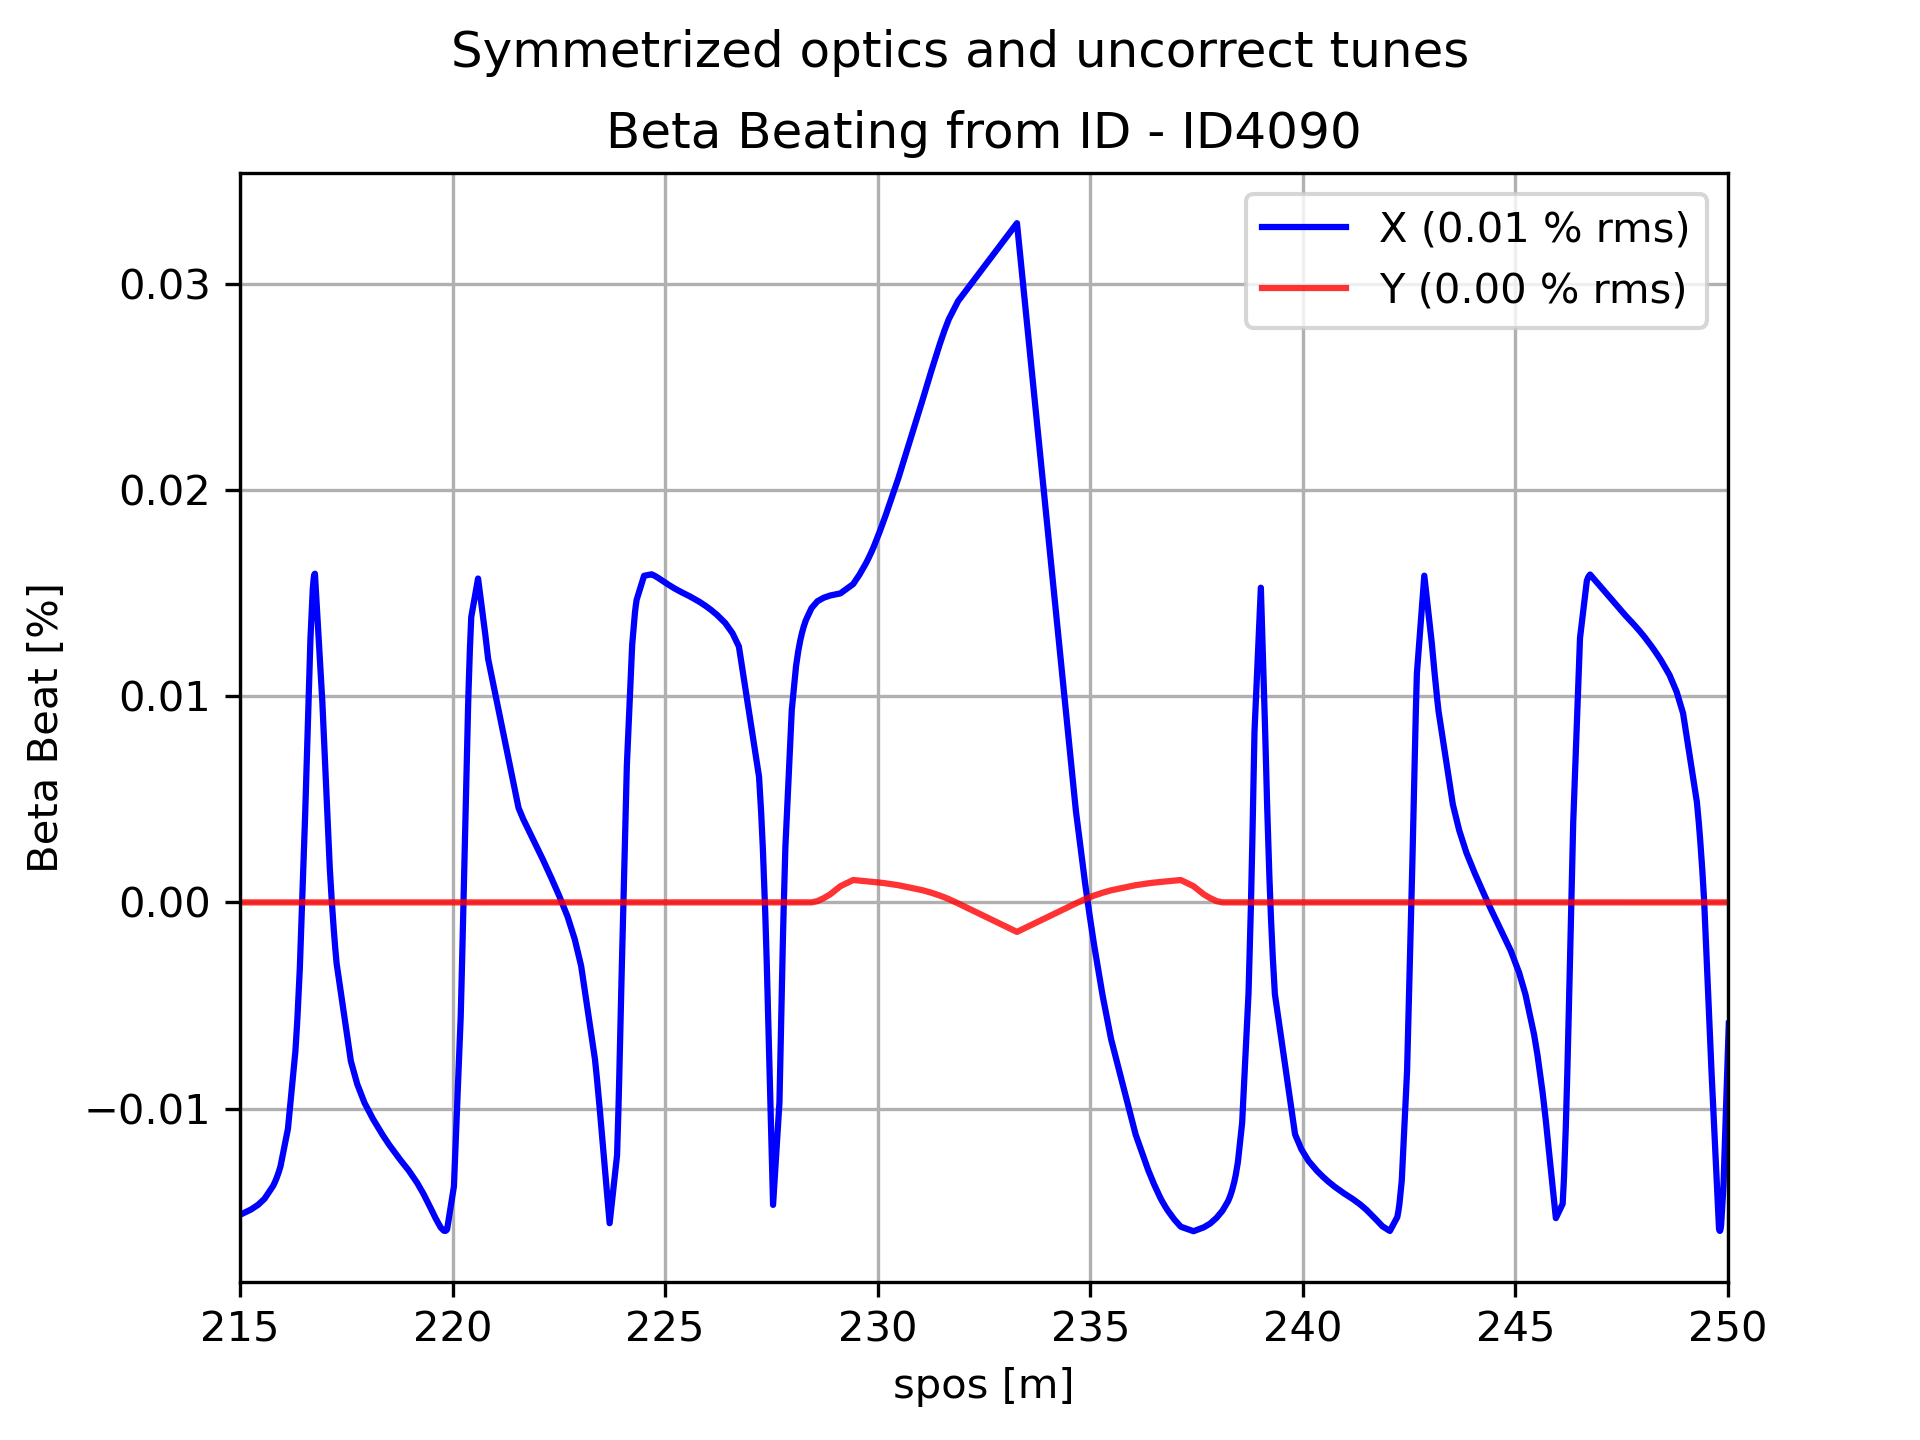 Symmetrized optics and uncorrect tunes
Beta Beating from ID - ID4090
X (0.01 % rms)
Y (0.00 % rms)
Beta Beat [%]
0.03
0.02
0.01
0.00
−0.01
215 220 225 230 235 240 245 250
spos [m]